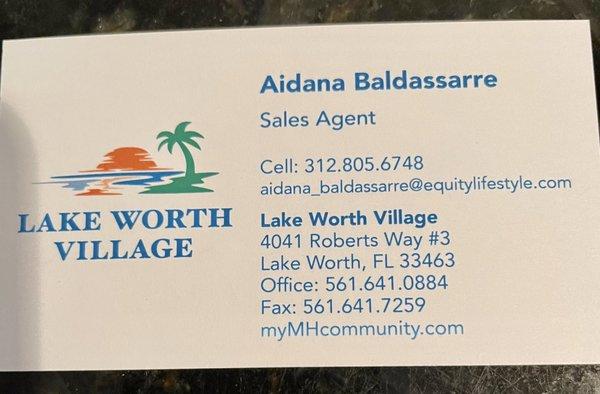 LAKE WORTH
VILLAGE
Aidana Baldassarre
Sales Agent
Cell: 312.805.6748
aidana_baldassarre@equitylifestyle.com
Lake Worth Village
4041 Roberts Way #3
Lake Worth, FL 33463
Office: 561.641.0884
Fax: 561.641.7259
myMHcommunity.com